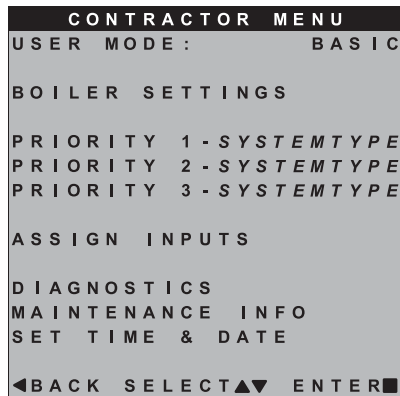 CONTRACTOR MENU
USER MODE: BASIC
BOILER SETTINGS
PRIORITY 1-SYSTEMTYPE
PRIORITY 2-SYSTEMTYPE
PRIORITY 3-SYSTEMTYPE
ASSIGN INPUTS
DIAGNOSTICS
MAINTENANCE INFO
SET TIME & DATE
◀BACK SELECT▲▼ ENTER■